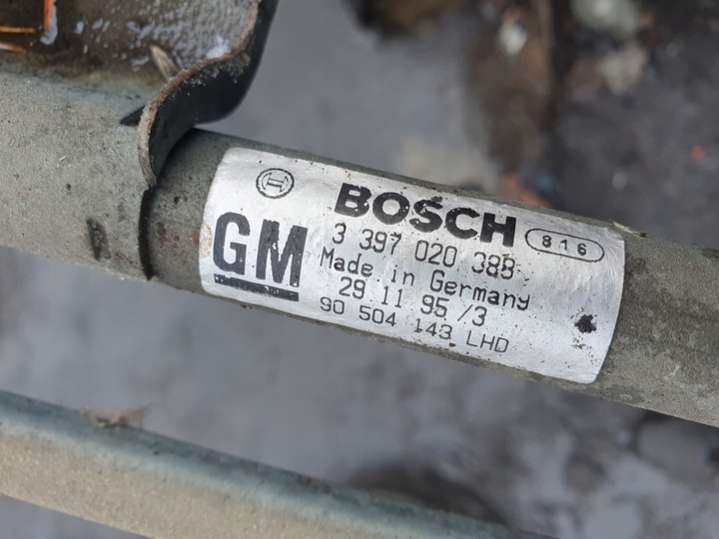 BOSCH
816
GM
3 397 020 388
Made in Germany
29 11 95 /3
90 504 143 LHD